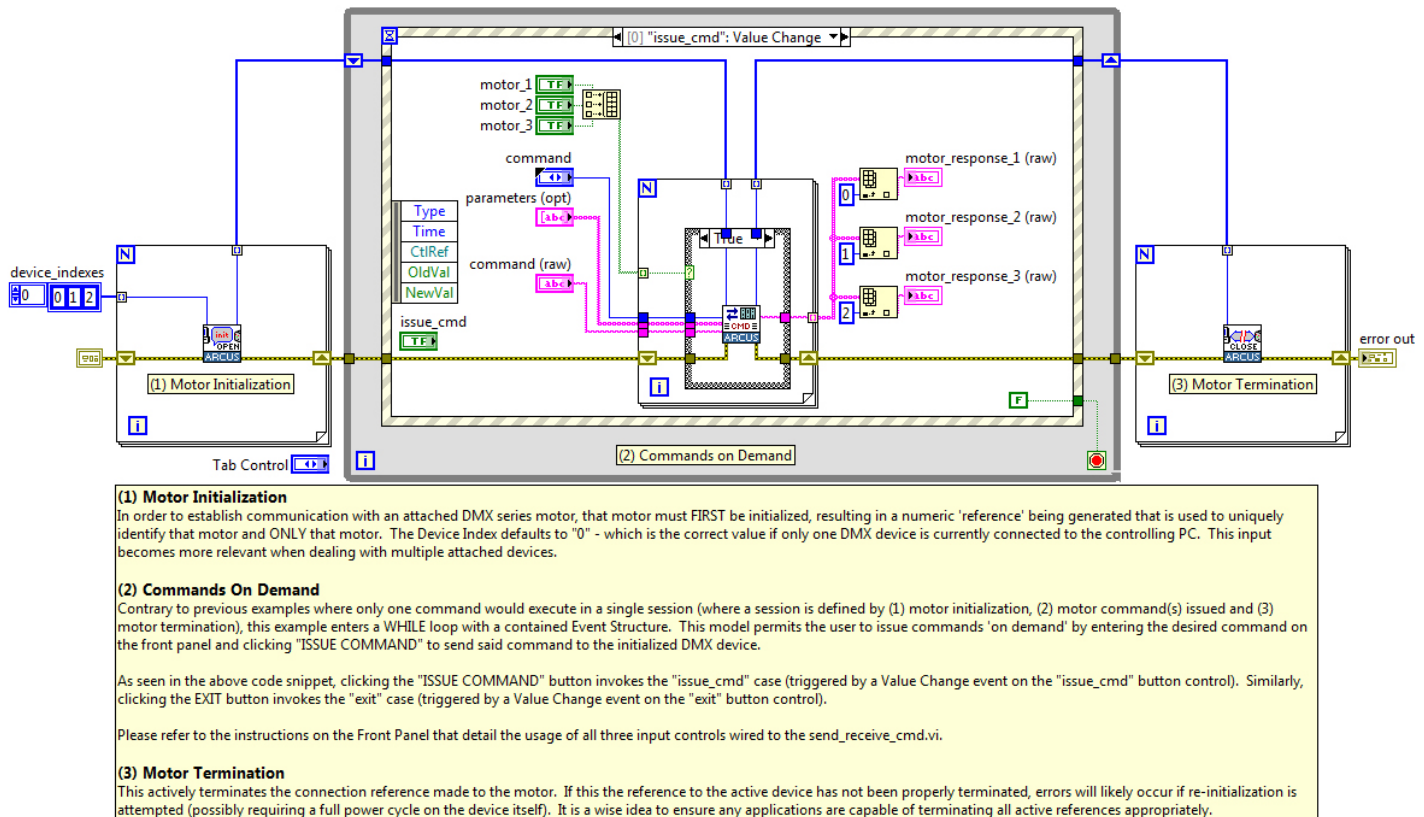 [0] "issue_cmd": Value Change
motor_1
TF
motor_2
TF
motor_3
TF
command
parameters (opt)
abc
command (raw)
abc
Type
Time
CtlRef
OldVal
NewVal
issue_cmd
TF
N
True
?
CMD
ARCUS
i
motor_response_1 (raw)
abc
0
motor_response_2 (raw)
abc
1
motor_response_3 (raw)
abc
2
F
N
device_indexes
0
0 1 2
init
OPEN
ARCUS
(1) Motor Initialization
i
Tab Control
i
(2) Commands on Demand
N
CLOSE
ARCUS
error out
(3) Motor Termination
i
(1) Motor Initialization
In order to establish communication with an attached DMX series motor, that motor must FIRST be initialized, resulting in a numeric 'reference' being generated that is used to uniquely
identify that motor and ONLY that motor. The Device Index defaults to "0" - which is the correct value if only one DMX device is currently connected to the controlling PC. This input
becomes more relevant when dealing with multiple attached devices.
(2) Commands On Demand
Contrary to previous examples where only one command would execute in a single session (where a session is defined by (1) motor initialization, (2) motor command(s) issued and (3)
motor termination), this example enters a WHILE loop with a contained Event Structure. This model permits the user to issue commands 'on demand' by entering the desired command on
the front panel and clicking "ISSUE COMMAND" to send said command to the initialized DMX device.
As seen in the above code snippet, clicking the "ISSUE COMMAND" button invokes the "issue_cmd" case (triggered by a Value Change event on the "issue_cmd" button control). Similarly,
clicking the EXIT button invokes the "exit" case (triggered by a Value Change event on the "exit" button control).
Please refer to the instructions on the Front Panel that detail the usage of all three input controls wired to the send_receive_cmd.vi.
(3) Motor Termination
This actively terminates the connection reference made to the motor. If this the reference to the active device has not been properly terminated, errors will likely occur if re-initialization is
attempted (possibly requiring a full power cycle on the device itself). It is a wise idea to ensure any applications are capable of terminating all active references appropriately.